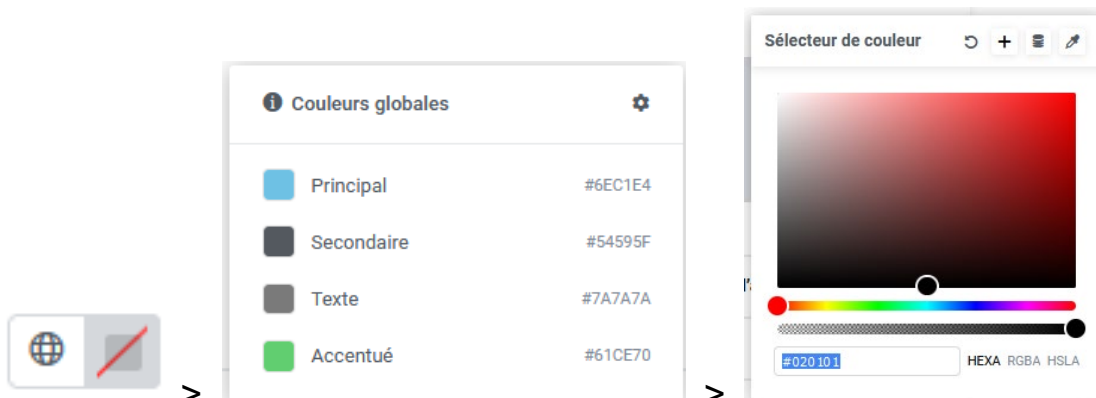 Sélecteur de couleur
Couleurs globales
Principal #6EC1E4
Secondaire #54595F
Texte #7A7A7A
Accentué #61CE70
#020101 HEXA RGBA HSLA
> >